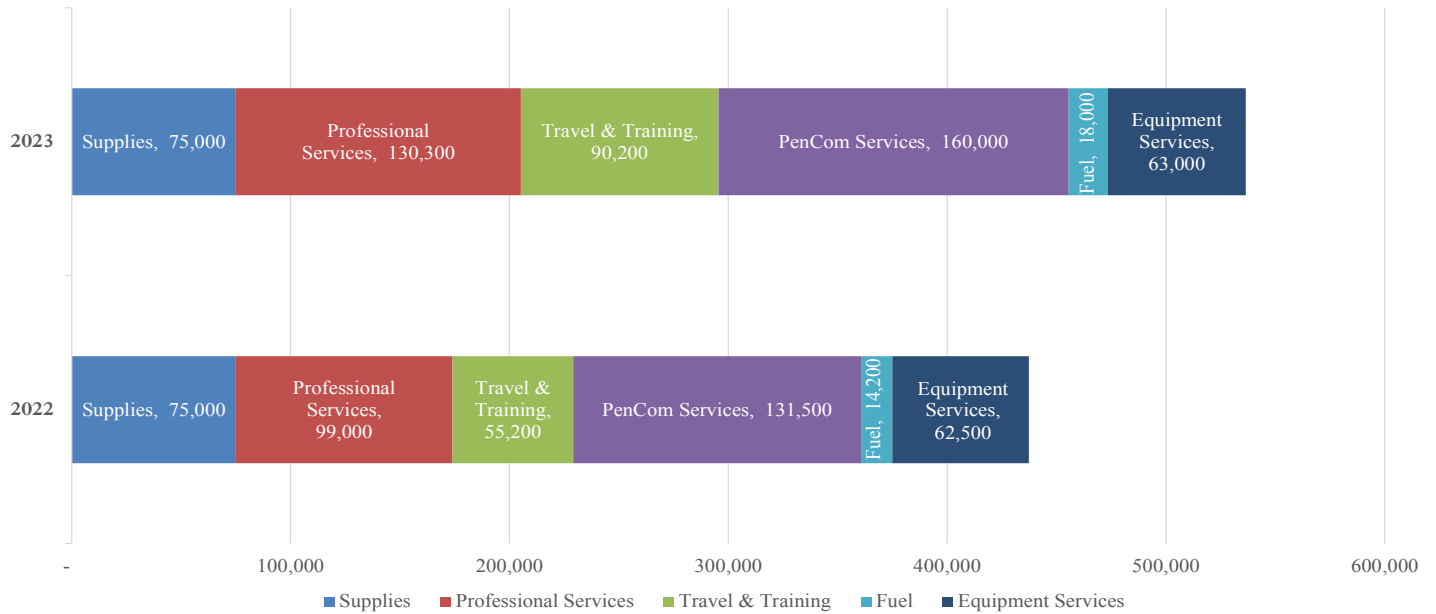 2023
Supplies, 75,000
Professional
Services, 130,300
Travel & Training,
90,200
PenCom Services, 160,000
Fuel, 18,000
Equipment
Services,
63,000
2022
Supplies, 75,000
Professional
Services,
99,000
Travel &
Training,
55,200
PenCom Services, 131,500
Fuel, 14,200
Equipment
Services,
62,500
- 100,000 200,000 300,000 400,000 500,000 600,000
Supplies Professional Services Travel & Training Fuel Equipment Services